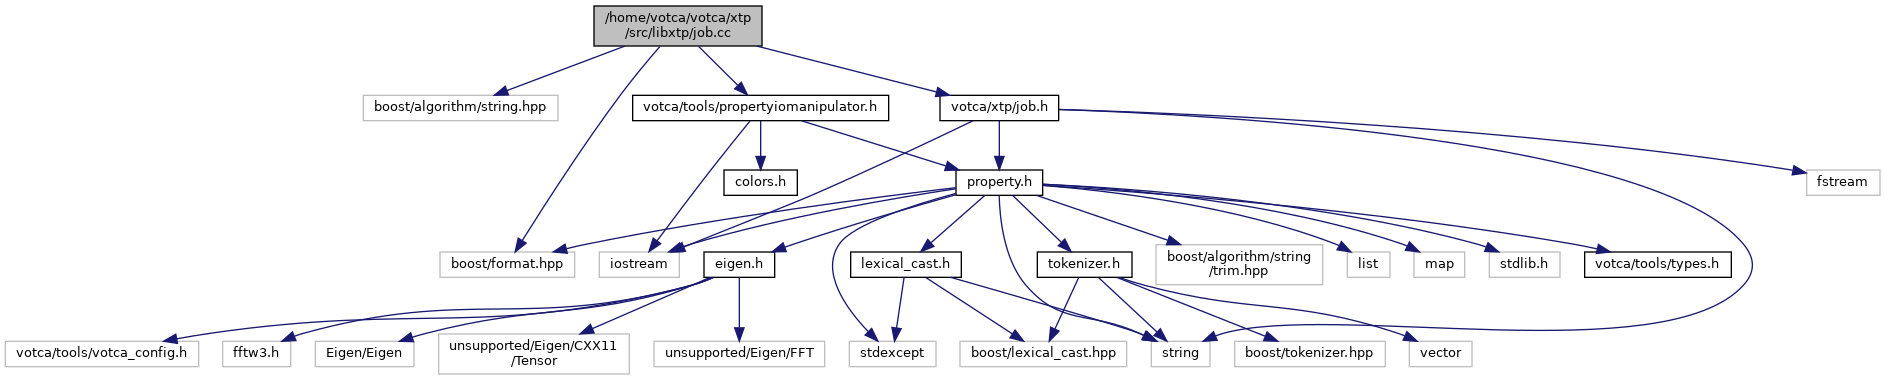 /home/votca/votca/xtp
/src/libxtp/job.cc
boost/algorithm/string.hpp
votca/tools/propertyiomanipulator.h
votca/xtp/job.h
colors.h
property.h
fstream
boost/format.hpp
iostream
eigen.h
lexical_cast.h
tokenizer.h
boost/algorithm/string
/trim.hpp
list
map
stdlib.h
votca/tools/types.h
votca/tools/votca_config.h
fftw3.h
Eigen/Eigen
unsupported/Eigen/CXX11
/Tensor
unsupported/Eigen/FFT
stdexcept
boost/lexical_cast.hpp
string
boost/tokenizer.hpp
vector